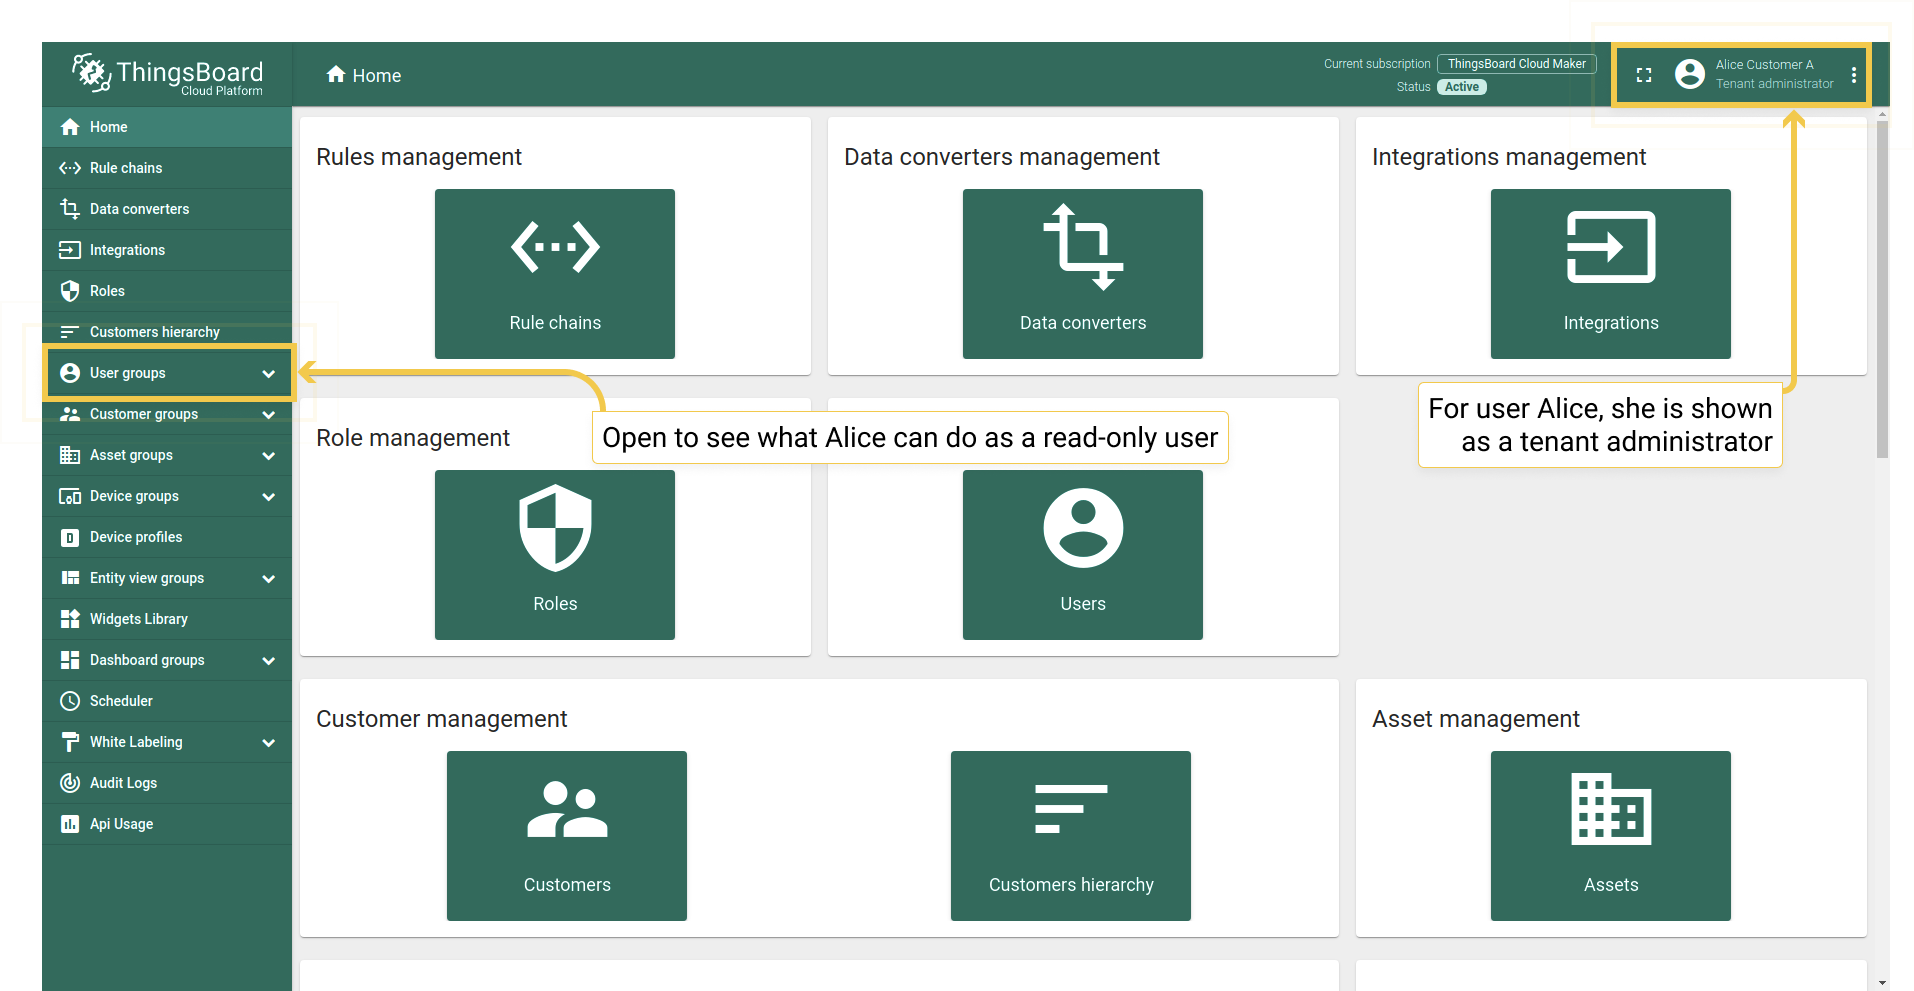 ThingsBoard
Cloud Platform
Home
Current subscription
ThingsBoard Cloud Maker
Status
Active
Alice Customer A
Tenant administrator
Home
Rule chains
Data converters
Integrations
Roles
Customers hierarchy
User groups
Customer groups
Asset groups
Device groups
Device profiles
Entity view groups
Widgets Library
Dashboard groups
Scheduler
White Labeling
Audit Logs
Api Usage
Rules management
Rule chains
Data converters management
Data converters
Integrations management
Integrations
For user Alice, she is shown
as a tenant administrator
Role management
Roles
Open to see what Alice can do as a read-only user
Users
Customer management
Customers
Customers hierarchy
Asset management
Assets